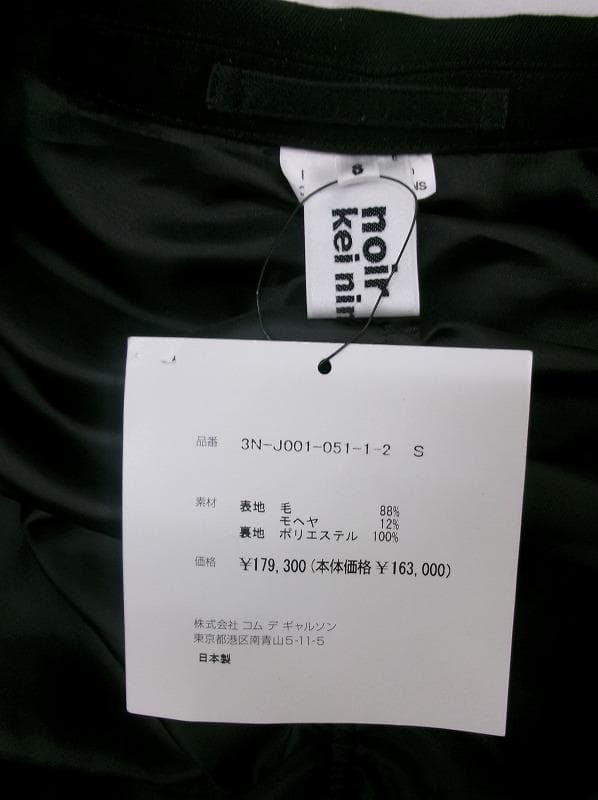 S
NS
noir
kei nin
品番 3N-J001-051-1-2 S
素材 表地 毛 88%
モヘヤ 12%
裏地 ポリエステル 100%
価格 ¥179,300(本体価格 ¥163,000)
株式会社 コム デ ギャルソン
東京都港区南青山5-11-5
日本製